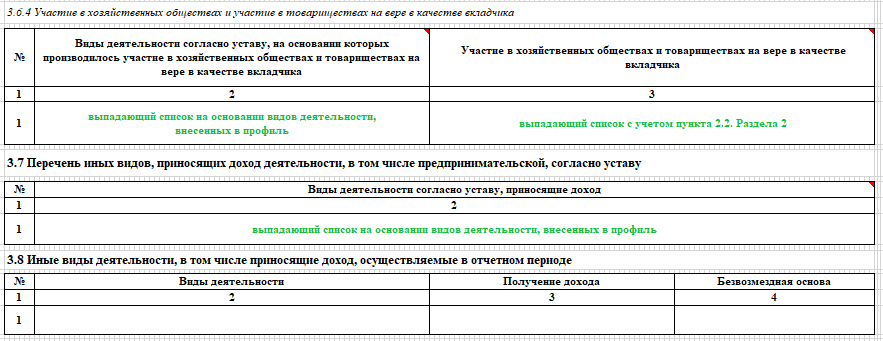 3.6.4 Участие в хозяйственных обществах и участие в товариществах на вере в качестве вкладчика
№
Виды деятельности согласно уставу, на основании которых
производилось участие в хозяйственных обществах и товариществах на
вере в качестве вкладчика
Участие в хозяйственных обществах и товариществах на вере в качестве
вкладчика
1 2 3
1
выпадающий список на основании видов деятельности,
внесенных в профиль
выпадающий список с учетом пункта 2.2. Раздела 2
3.7 Перечень иных видов, приносящих доход деятельности, в том числе предпринимательской, согласно уставу
№ Виды деятельности согласно уставу, приносящие доход
1 2
1 выпадающий список на основании видов деятельности, внесенных в профиль
3.8 Иные виды деятельности, в том числе приносящие доход, осуществляемые в отчетном периоде
№ Виды деятельности Получение дохода Безвозмездная основа
1 2 3 4
1